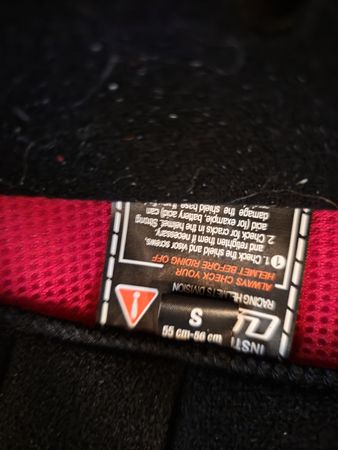 S
55 cm-56 cm
RACING HELMETS DIVISION
ALWAYS CHECK YOUR
HELMET BEFORE RIDING OFF
1. Check the shield and visor screws,
and retighten them if necessary.
2. Check for cracks in the helmet. Strong
acid (for example, battery acid) can
damage the shield base